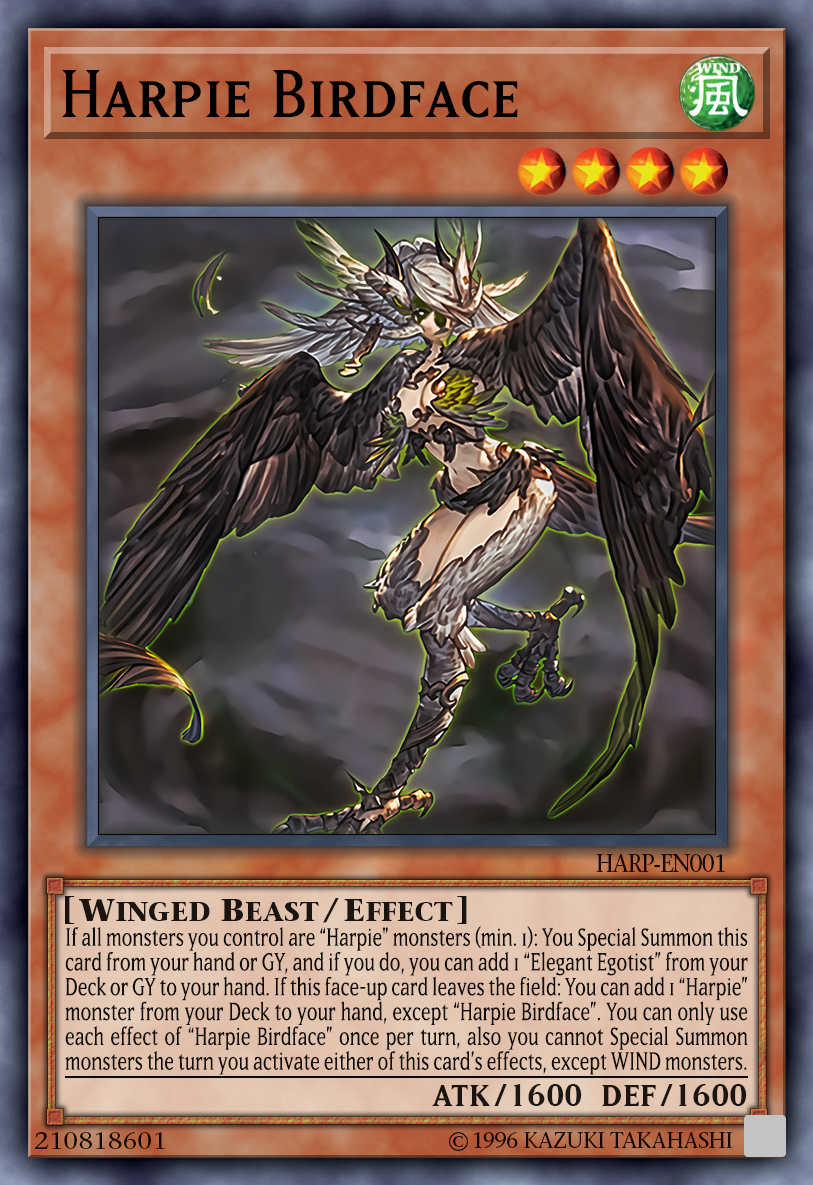 HARPIE BIRDFACE
WIND
風
HARP-EN001
[WINGED BEAST/EFFECT]
If all monsters you control are “Harpie” monsters (min. 1): You Special Summon this
card from your hand or GY, and if you do, you can add 1 “Elegant Egotist” from your
Deck or GY to your hand. If this face-up card leaves the field: You can add 1 “Harpie”
monster from your Deck to your hand, except “Harpie Birdface”. You can only use
each effect of “Harpie Birdface” once per turn, also you cannot Special Summon
monsters the turn you activate either of this card’s effects, except WIND monsters.
ATK/1600 DEF/1600
210818601 © 1996 KAZUKI TAKAHASHI